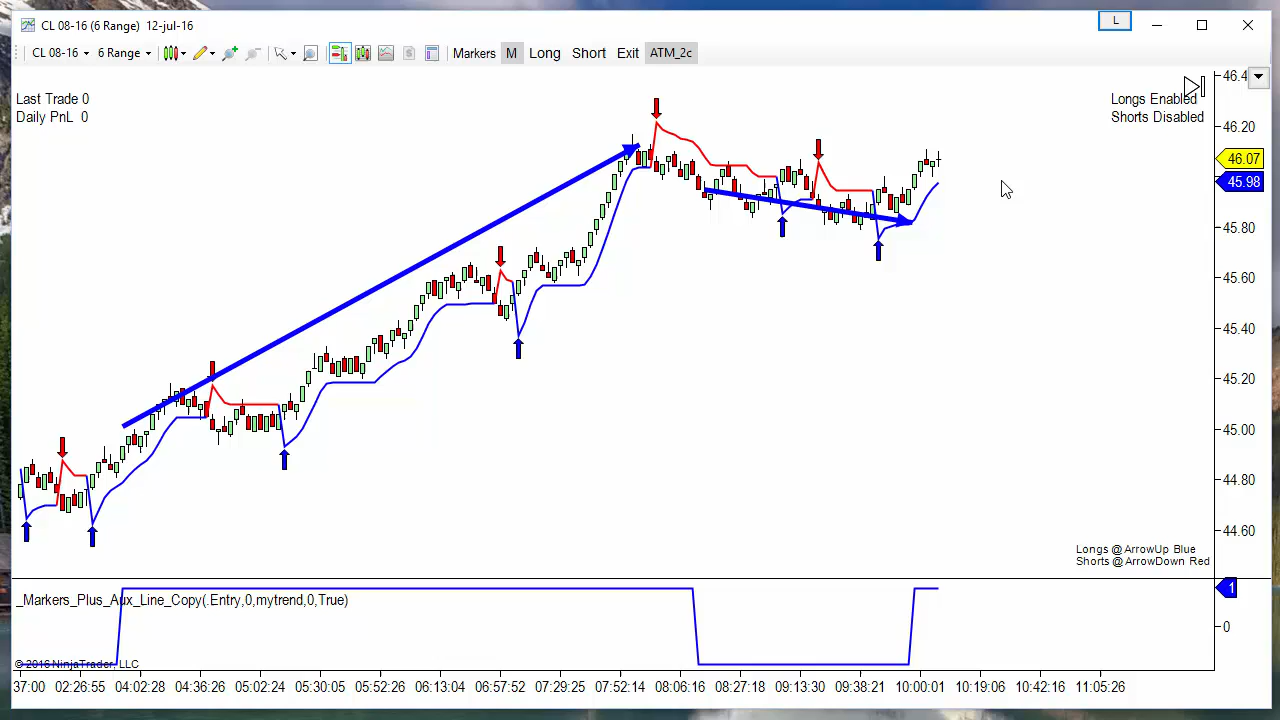 CL 08-16 (6 Range) 12-jul-16
L
CL 08-16 6 Range Markers M Long Short Exit ATM_2c
Last Trade 0
Daily PnL 0
Longs Enabled
Shorts Disabled
46.4
46.20
46.07
45.98
45.80
45.60
45.40
45.20
45.00
44.80
44.60
Longs @ArrowUp Blue
Shorts @ArrowDown Red
_Markers_Plus_Aux_Line_Copy(.Entry,0,mytrend,0,True)
1
0
© 2016 NinjaTrader, LLC
37:00 02:26:55 04:02:28 04:36:26 05:02:24 05:30:05 05:52:26 06:13:04 06:57:52 07:29:25 07:52:14 08:06:16 08:27:18 09:13:30 09:38:21 10:00:01 10:19:06 10:42:16 11:05:26